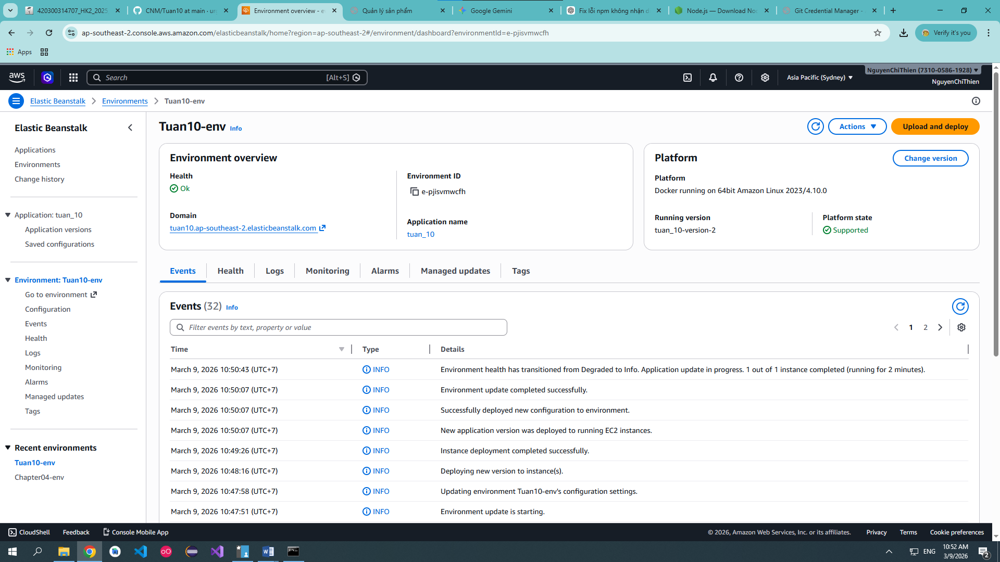 420300314707_HK2_2025
CNM/Tuan10 at main · ur
Environment overview - e
Quản lý sản phẩm
Google Gemini
Fix lỗi npm không nhận d
Node.js — Download No
Git Credential Manager -
ap-southeast-2.console.aws.amazon.com/elasticbeanstalk/home?region=ap-southeast-2#/environment/dashboard?environmentId=e-pjisvmwcfh
Verify it's you
Apps
aws
Search
[Alt+S]
Asia Pacific (Sydney)
NguyenChiThien (7310-0586-1928)
NguyenChiThien
Elastic Beanstalk
Environments
Tuan10-env
Elastic Beanstalk
Applications
Environments
Change history
Application: tuan_10
Application versions
Saved configurations
Environment: Tuan10-env
Go to environment
Configuration
Events
Health
Logs
Monitoring
Alarms
Managed updates
Tags
Recent environments
Tuan10-env
Chapter04-env
Tuan10-env Info
Actions
Upload and deploy
Environment overview
Health
Ok
Domain
tuan10.ap-southeast-2.elasticbeanstalk.com
Environment ID
e-pjisvmwcfh
Application name
tuan_10
Platform
Change version
Platform
Docker running on 64bit Amazon Linux 2023/4.10.0
Running version
tuan_10-version-2
Platform state
Supported
Events
Health
Logs
Monitoring
Alarms
Managed updates
Tags
Events (32) Info
Filter events by text, property or value
1
2
Time
Type
Details
March 9, 2026 10:50:43 (UTC+7) INFO Environment health has transitioned from Degraded to Info. Application update in progress. 1 out of 1 instance completed (running for 2 minutes).
March 9, 2026 10:50:07 (UTC+7) INFO Environment update completed successfully.
March 9, 2026 10:50:07 (UTC+7) INFO Successfully deployed new configuration to environment.
March 9, 2026 10:50:07 (UTC+7) INFO New application version was deployed to running EC2 instances.
March 9, 2026 10:49:26 (UTC+7) INFO Instance deployment completed successfully.
March 9, 2026 10:48:16 (UTC+7) INFO Deploying new version to instance(s).
March 9, 2026 10:47:58 (UTC+7) INFO Updating environment Tuan10-env's configuration settings.
March 9, 2026 10:47:51 (UTC+7) INFO Environment update is starting.
CloudShell
Feedback
Console Mobile App
© 2026, Amazon Web Services, Inc. or its affiliates.
Privacy
Terms
Cookie preferences
ENG
10:52 AM
3/9/2026
2